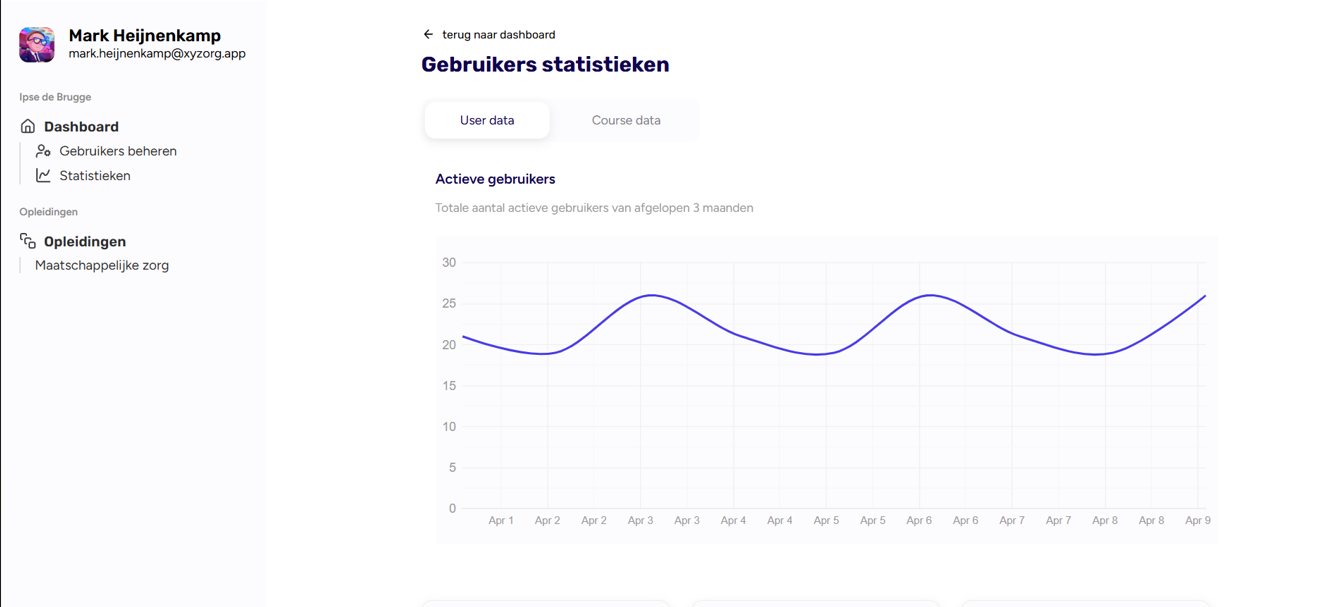 Mark Heijnenkamp
mark.heijnenkamp@xyzorg.app
Ipse de Brugge
Dashboard
Gebruikers beheren
Statistieken
Opleidingen
Opleidingen
Maatschappelijke zorg
terug naar dashboard
Gebruikers statistieken
User data Course data
Actieve gebruikers
Totale aantal actieve gebruikers van afgelopen 3 maanden
30
25
20
15
10
5
0
Apr 1 Apr 2 Apr 2 Apr 3 Apr 3 Apr 4 Apr 4 Apr 5 Apr 5 Apr 6 Apr 6 Apr 7 Apr 7 Apr 8 Apr 8 Apr 9